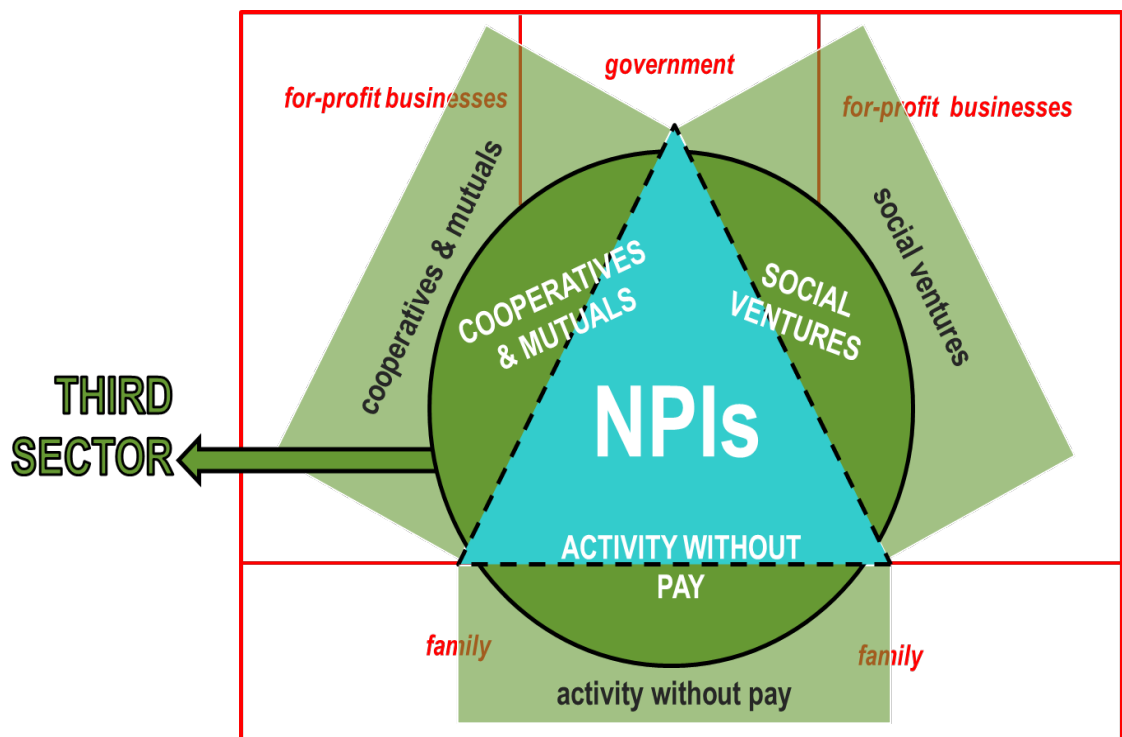 government
for-profit businesses
for-profit businesses
cooperatives & mutuals
social ventures
COOPERATIVES
& MUTUALS
SOCIAL
VENTURES
THIRD
SECTOR
NPIs
ACTIVITY WITHOUT
PAY
family
family
activity without pay